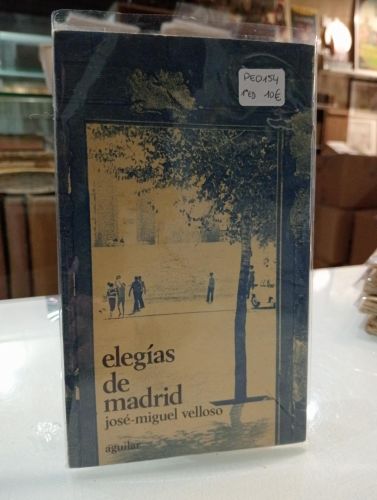 PE0154
1ªED 10€
elegías
de
madrid
josé-miguel velloso
aguilar